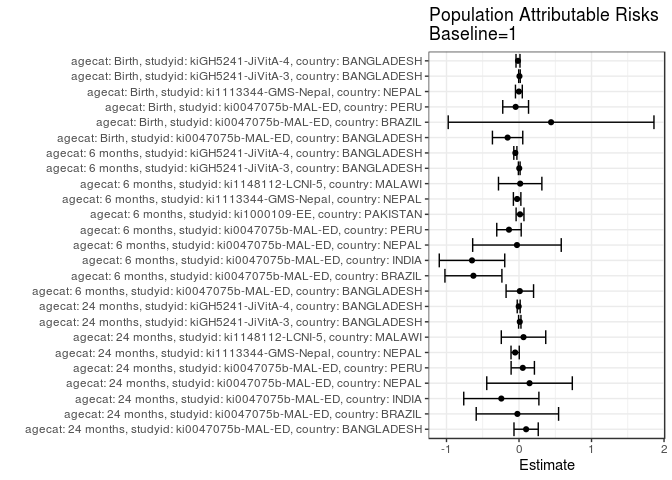 Population Attributable Risks
Baseline=1
agecat: Birth, studyid: kiGH5241-JiVitA-4, country: BANGLADESH
agecat: Birth, studyid: kiGH5241-JiVitA-3, country: BANGLADESH
agecat: Birth, studyid: ki1113344-GMS-Nepal, country: NEPAL
agecat: Birth, studyid: ki0047075b-MAL-ED, country: PERU
agecat: Birth, studyid: ki0047075b-MAL-ED, country: BRAZIL
agecat: Birth, studyid: ki0047075b-MAL-ED, country: BANGLADESH
agecat: 6 months, studyid: kiGH5241-JiVitA-4, country: BANGLADESH
agecat: 6 months, studyid: kiGH5241-JiVitA-3, country: BANGLADESH
agecat: 6 months, studyid: ki1148112-LCNI-5, country: MALAWI
agecat: 6 months, studyid: ki1113344-GMS-Nepal, country: NEPAL
agecat: 6 months, studyid: ki1000109-EE, country: PAKISTAN
agecat: 6 months, studyid: ki0047075b-MAL-ED, country: PERU
agecat: 6 months, studyid: ki0047075b-MAL-ED, country: NEPAL
agecat: 6 months, studyid: ki0047075b-MAL-ED, country: INDIA
agecat: 6 months, studyid: ki0047075b-MAL-ED, country: BRAZIL
agecat: 6 months, studyid: ki0047075b-MAL-ED, country: BANGLADESH
agecat: 24 months, studyid: kiGH5241-JiVitA-4, country: BANGLADESH
agecat: 24 months, studyid: kiGH5241-JiVitA-3, country: BANGLADESH
agecat: 24 months, studyid: ki1148112-LCNI-5, country: MALAWI
agecat: 24 months, studyid: ki1113344-GMS-Nepal, country: NEPAL
agecat: 24 months, studyid: ki0047075b-MAL-ED, country: PERU
agecat: 24 months, studyid: ki0047075b-MAL-ED, country: NEPAL
agecat: 24 months, studyid: ki0047075b-MAL-ED, country: INDIA
agecat: 24 months, studyid: ki0047075b-MAL-ED, country: BRAZIL
agecat: 24 months, studyid: ki0047075b-MAL-ED, country: BANGLADESH
-1 0 1 2
Estimate